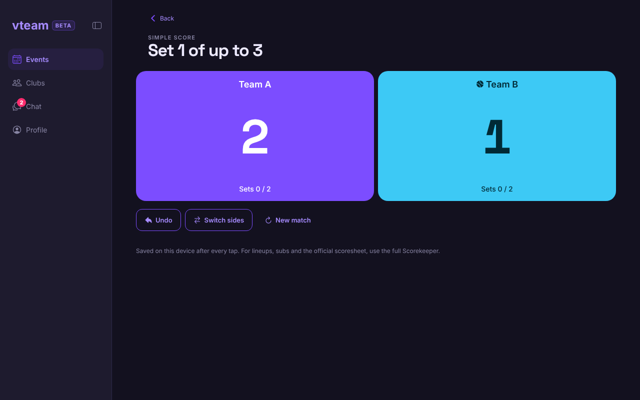 vteam BETA
Events
Clubs
2
Chat
Profile
Back
SIMPLE SCORE
Set 1 of up to 3
Team A
2
Sets 0 / 2
Team B
1
Sets 0 / 2
Undo
Switch sides
New match
Saved on this device after every tap. For lineups, subs and the official scoresheet, use the full Scorekeeper.